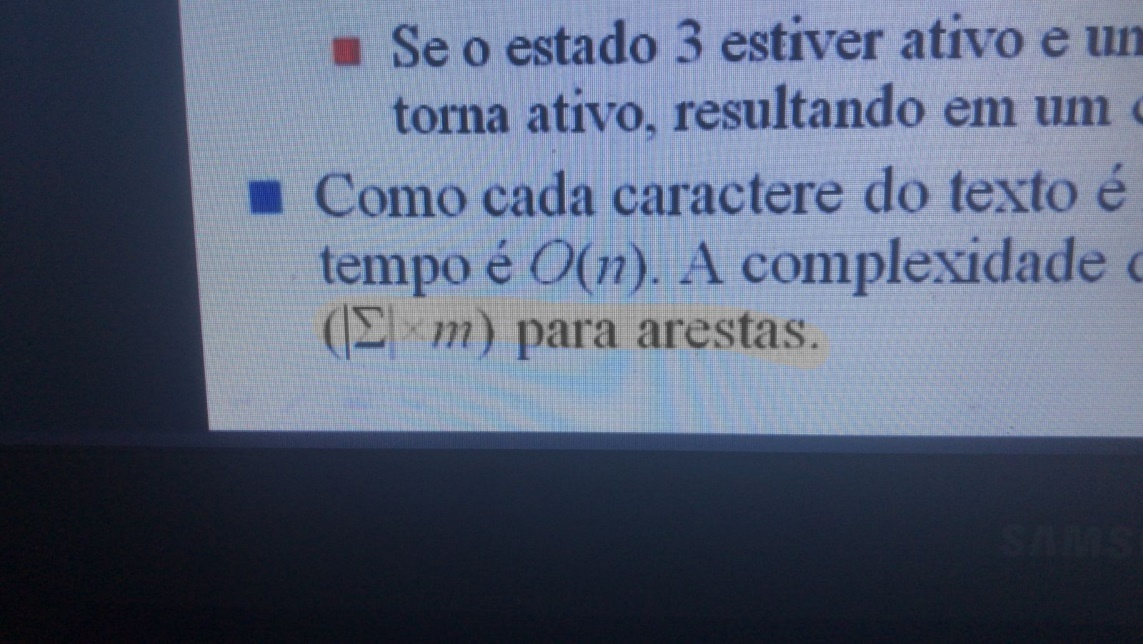 Se o estado 3 estiver ativo e
torna ativo, resultando em um
Como cada caractere do texto é
tempo é O(n). A complexidade
(|Σ|×m) para arestas.